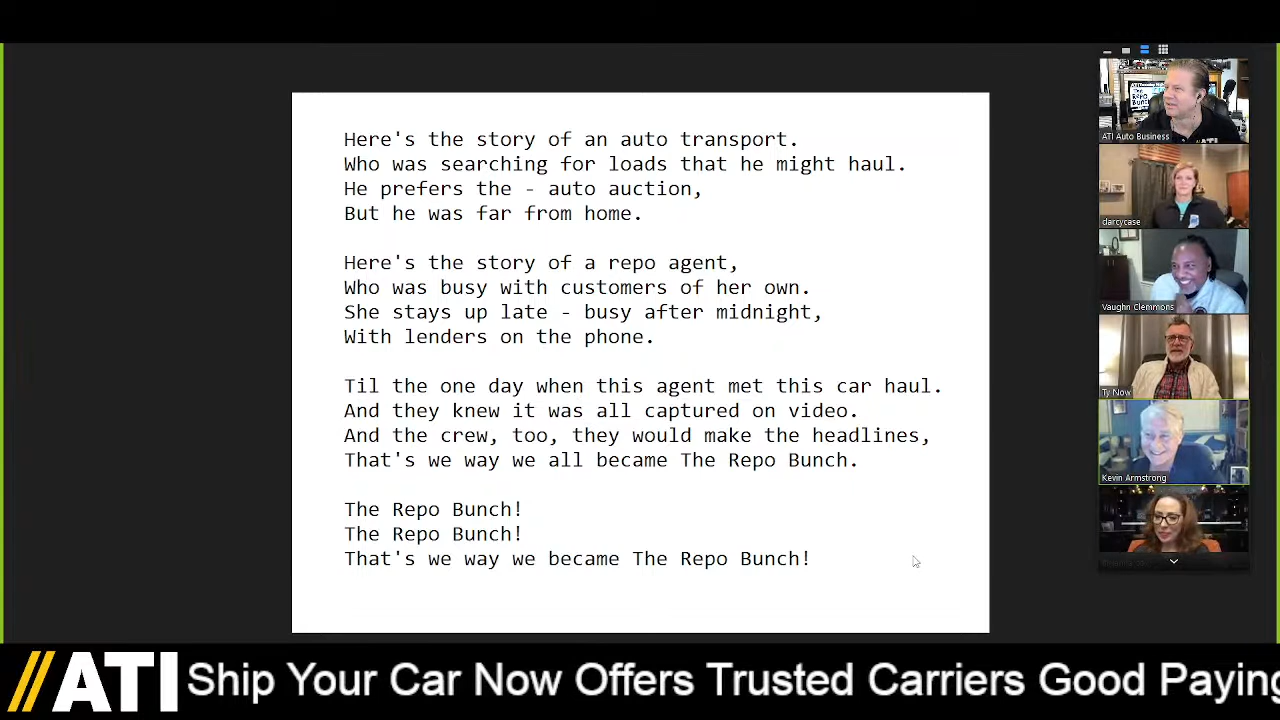 Here's the story of an auto transport.
Who was searching for loads that he might haul.
He prefers the - auto auction,
But he was far from home.
Here's the story of a repo agent,
Who was busy with customers of her own.
She stays up late - busy after midnight,
With lenders on the phone.
Til the one day when this agent met this car haul.
And they knew it was all captured on video.
And the crew, too, they would make the headlines,
That's we way we all became The Repo Bunch.
The Repo Bunch!
The Repo Bunch!
That's we way we became The Repo Bunch!
The
REPO
BUNCH
ATI Auto Business
darcycase
Vaughn Clemmons
Ty Now
Kevin Armstrong
//ATI Ship Your Car Now Offers Trusted Carriers Good Paying